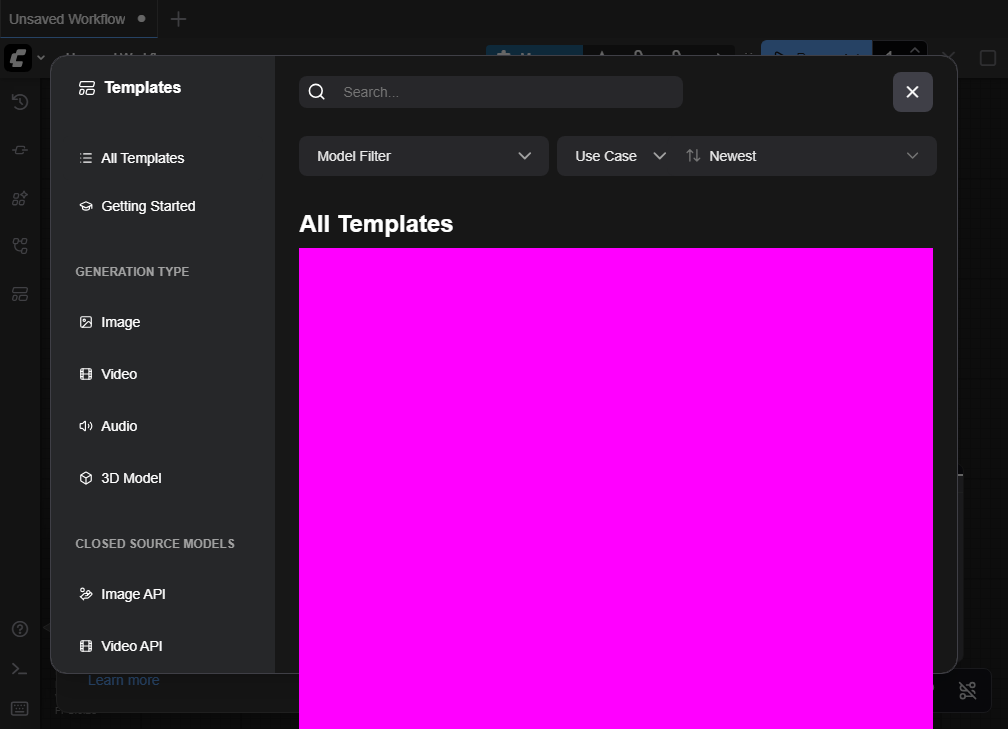 Unsaved Workflow
Templates
Search...
All Templates
Model Filter
Use Case
Newest
Getting Started
All Templates
GENERATION TYPE
Image
Video
Audio
3D Model
CLOSED SOURCE MODELS
Image API
Video API
Learn more